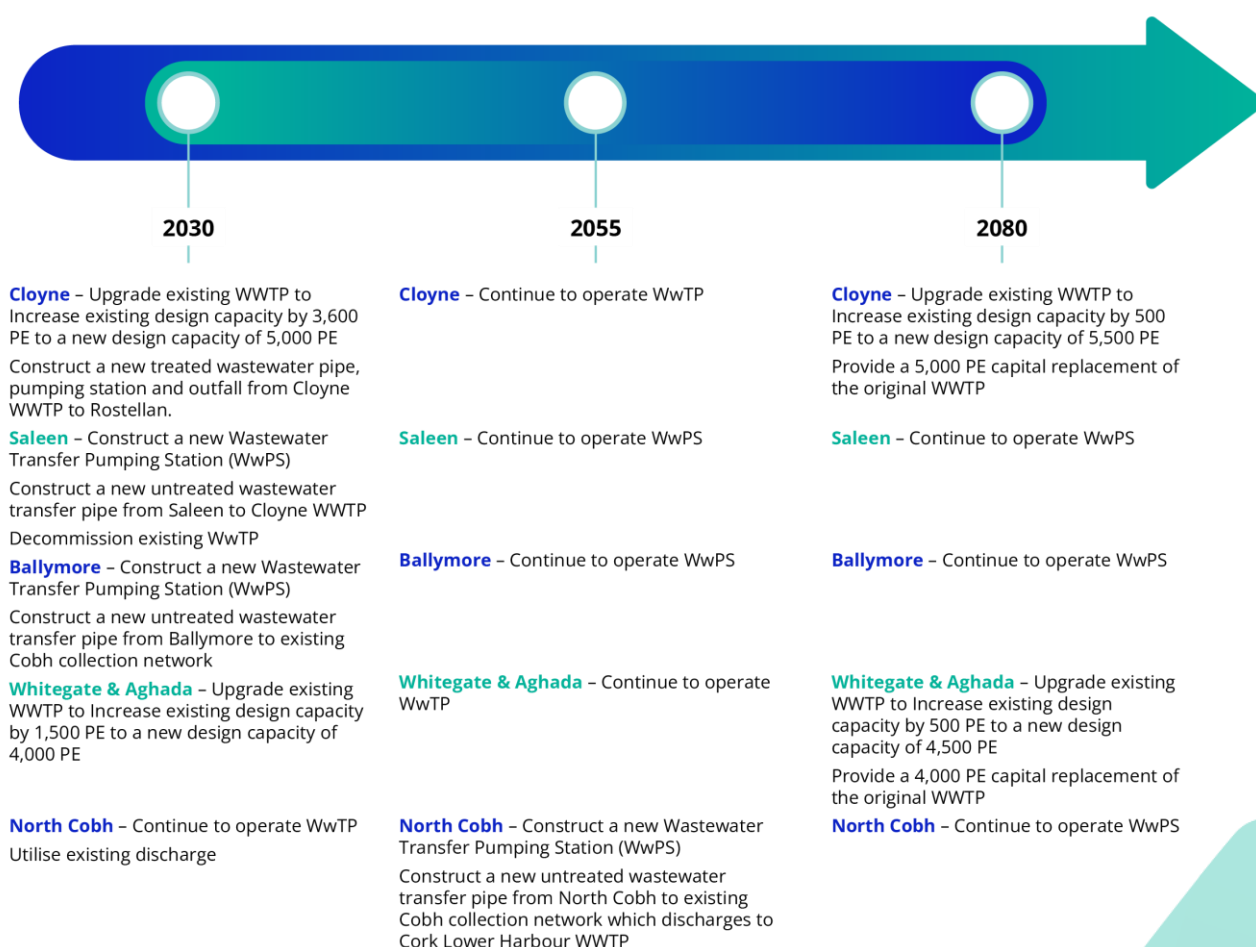 2030
2055
2080
Cloyne – Upgrade existing WWTP to
Increase existing design capacity by 3,600
PE to a new design capacity of 5,000 PE
Construct a new treated wastewater pipe,
pumping station and outfall from Cloyne
WWTP to Rostellan.
Saleen – Construct a new Wastewater
Transfer Pumping Station (WwPS)
Construct a new untreated wastewater
transfer pipe from Saleen to Cloyne WWTP
Decommission existing WwTP
Ballymore – Construct a new Wastewater
Transfer Pumping Station (WwPS)
Construct a new untreated wastewater
transfer pipe from Ballymore to existing
Cobh collection network
Whitegate & Aghada – Upgrade existing
WWTP to Increase existing design capacity
by 1,500 PE to a new design capacity of
4,000 PE
North Cobh – Continue to operate WwTP
Utilise existing discharge
Cloyne – Continue to operate WwTP
Saleen – Continue to operate WwPS
Ballymore – Continue to operate WwPS
Whitegate & Aghada – Continue to operate
WwTP
North Cobh – Construct a new Wastewater
Transfer Pumping Station (WwPS)
Construct a new untreated wastewater
transfer pipe from North Cobh to existing
Cobh collection network which discharges to
Cork Lower Harbour WWTP
Cloyne – Upgrade existing WWTP to
Increase existing design capacity by 500
PE to a new design capacity of 5,500 PE
Provide a 5,000 PE capital replacement of
the original WWTP
Saleen – Continue to operate WwPS
Ballymore – Continue to operate WwPS
Whitegate & Aghada – Upgrade existing
WWTP to Increase existing design
capacity by 500 PE to a new design
capacity of 4,500 PE
Provide a 4,000 PE capital replacement of
the original WWTP
North Cobh – Continue to operate WwPS